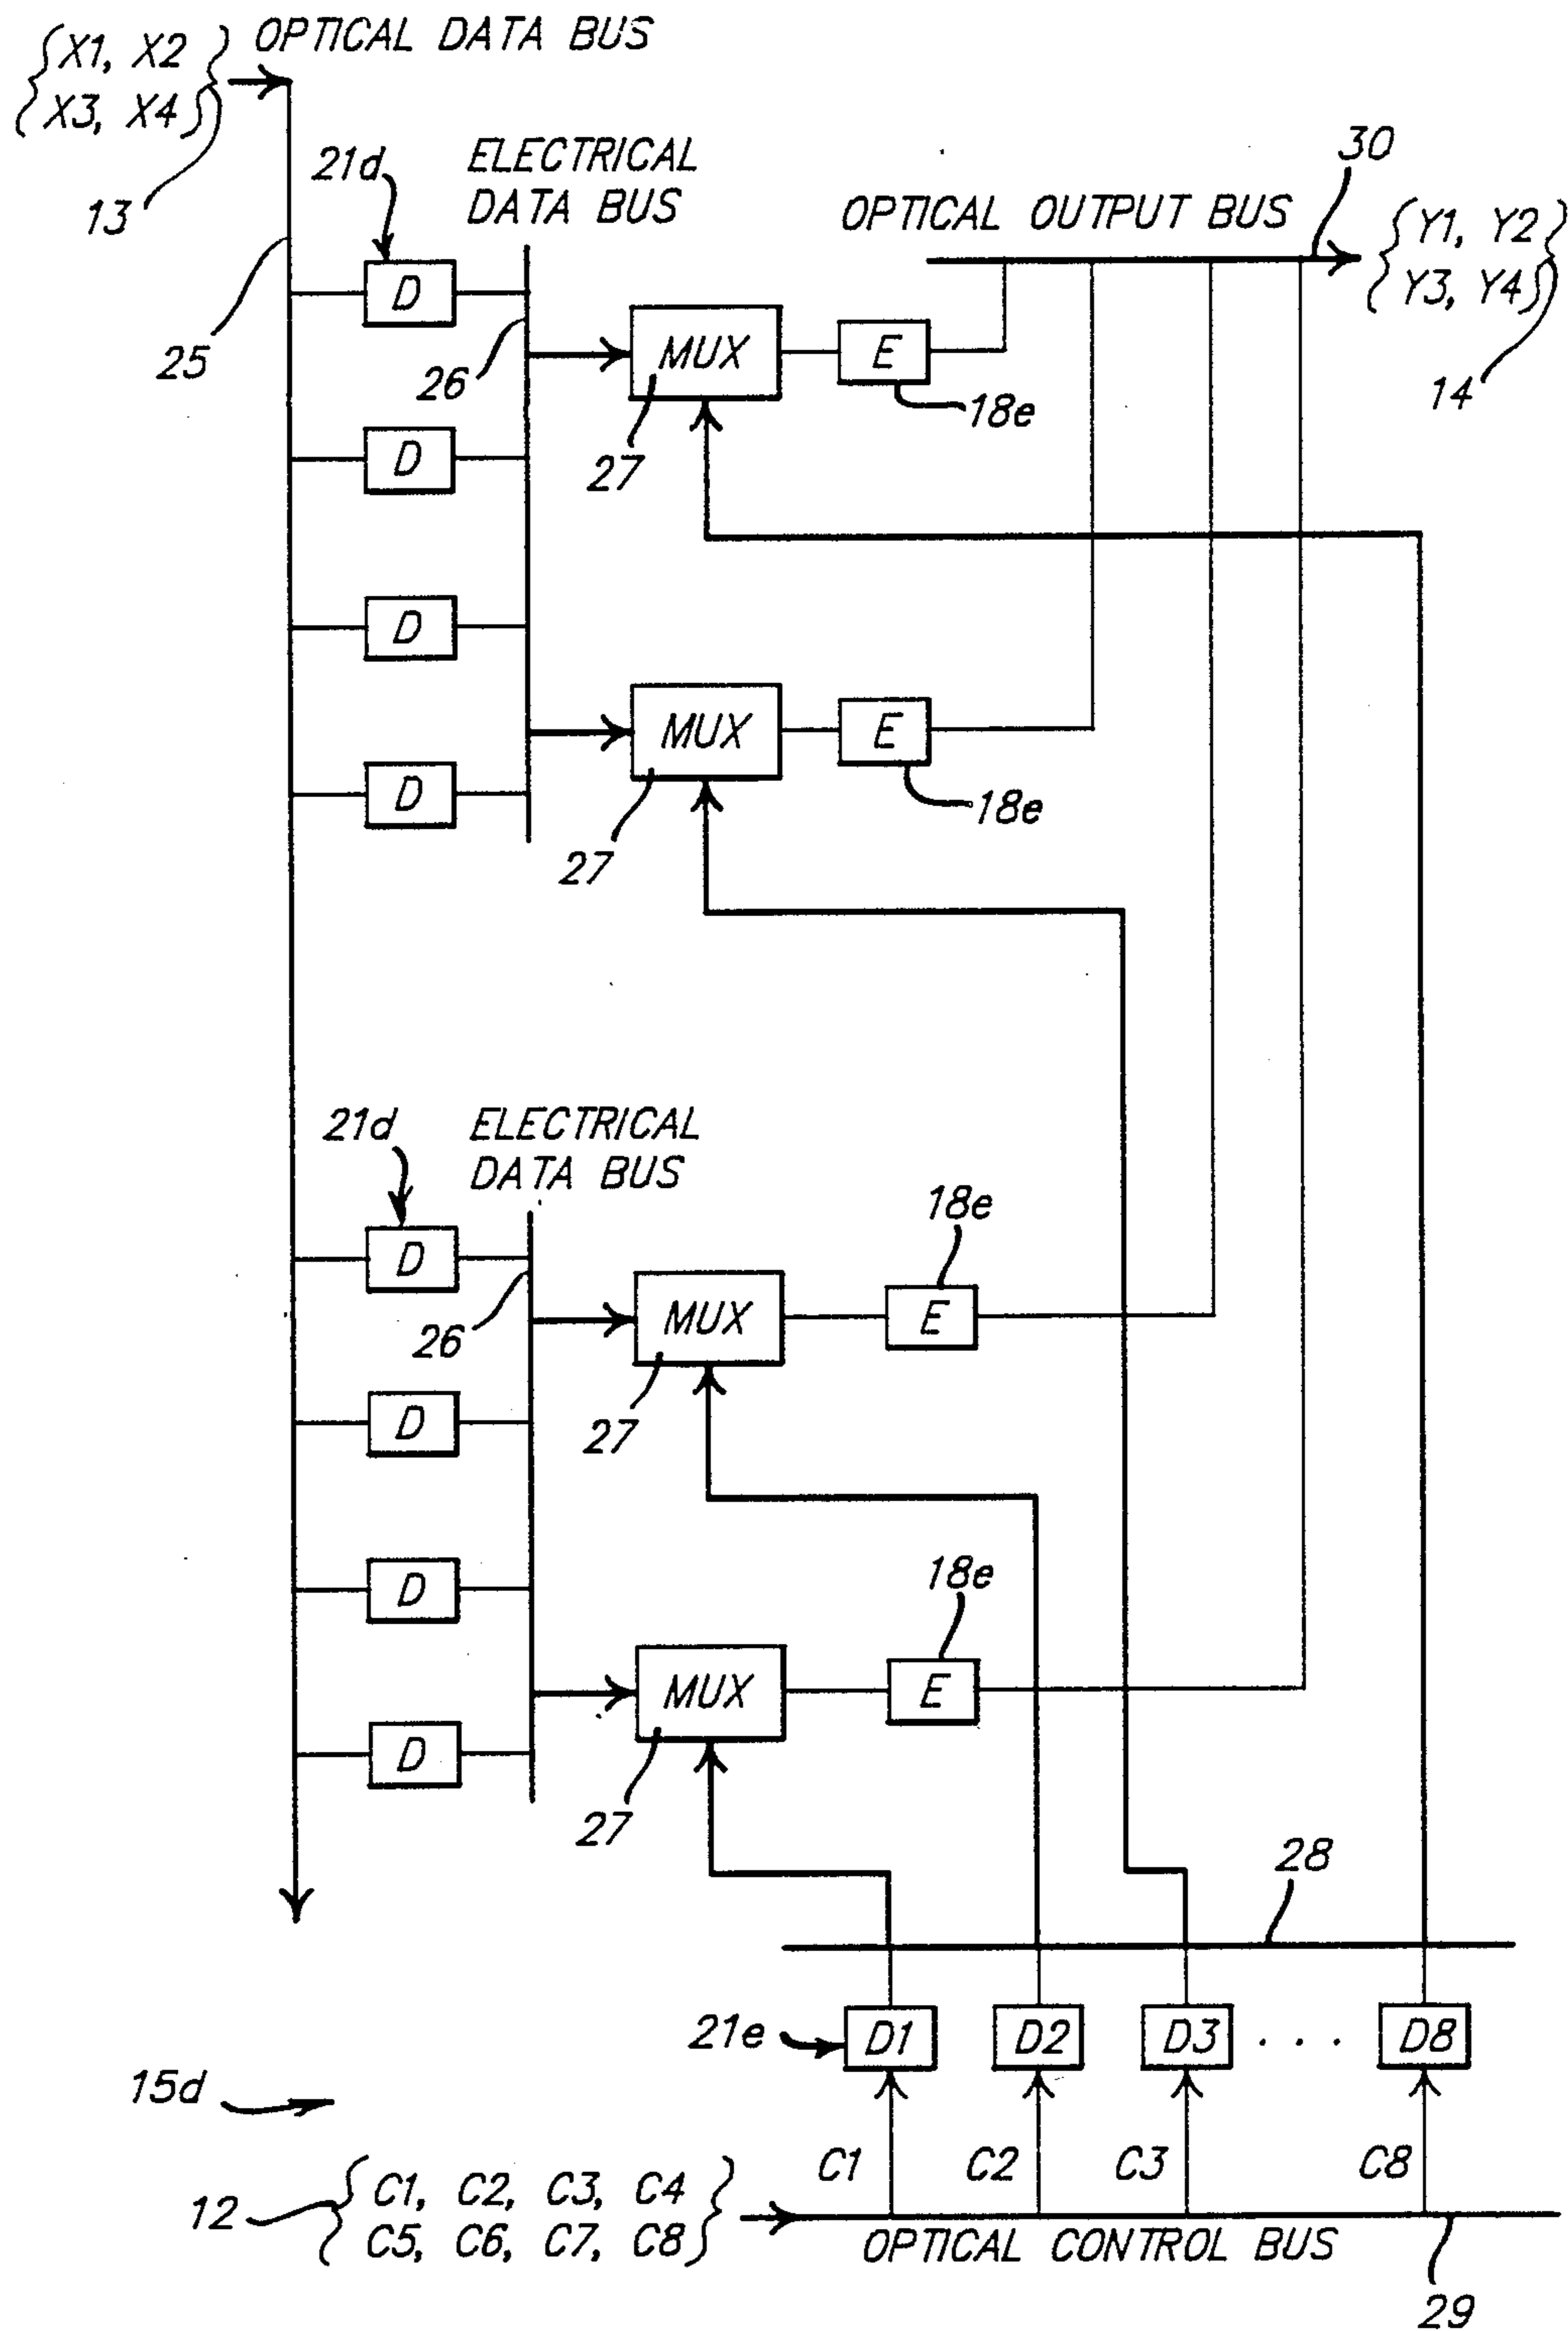 OPTICAL DATA BUS
{X1, X2
X3, X4}
13
21d
ELECTRICAL
DATA BUS
30
OPTICAL OUTPUT BUS
{Y1, Y2
Y3, Y4}
D
25
26
MUX
E
18e
14
27
D
D
MUX
E
18e
D
27
21d
ELECTRICAL
DATA BUS
18e
D
26
MUX
E
27
D
18e
D
MUX
E
D
27
28
21e
D1
D2
D3
. . .
D8
15d
C1
C2
C3
C8
12
{C1, C2, C3, C4
C5, C6, C7, C8}
OPTICAL CONTROL BUS
29